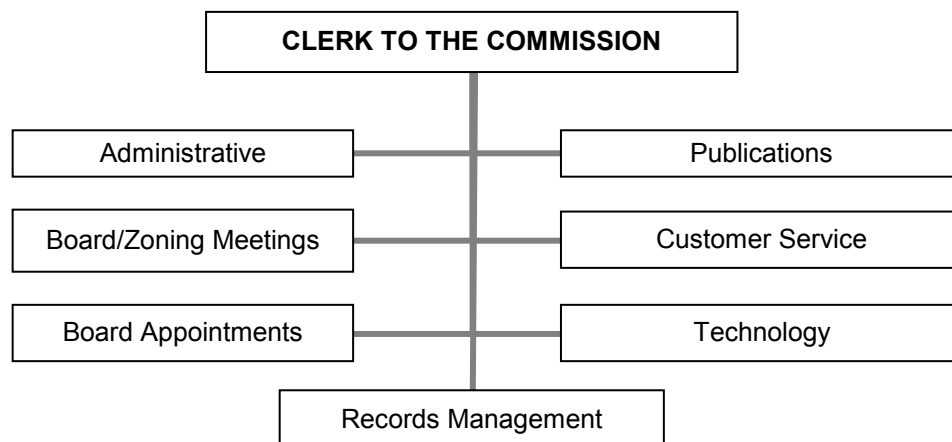 CLERK TO THE COMMISSION
Administrative
Publications
Board/Zoning Meetings
Customer Service
Board Appointments
Technology
Records Management